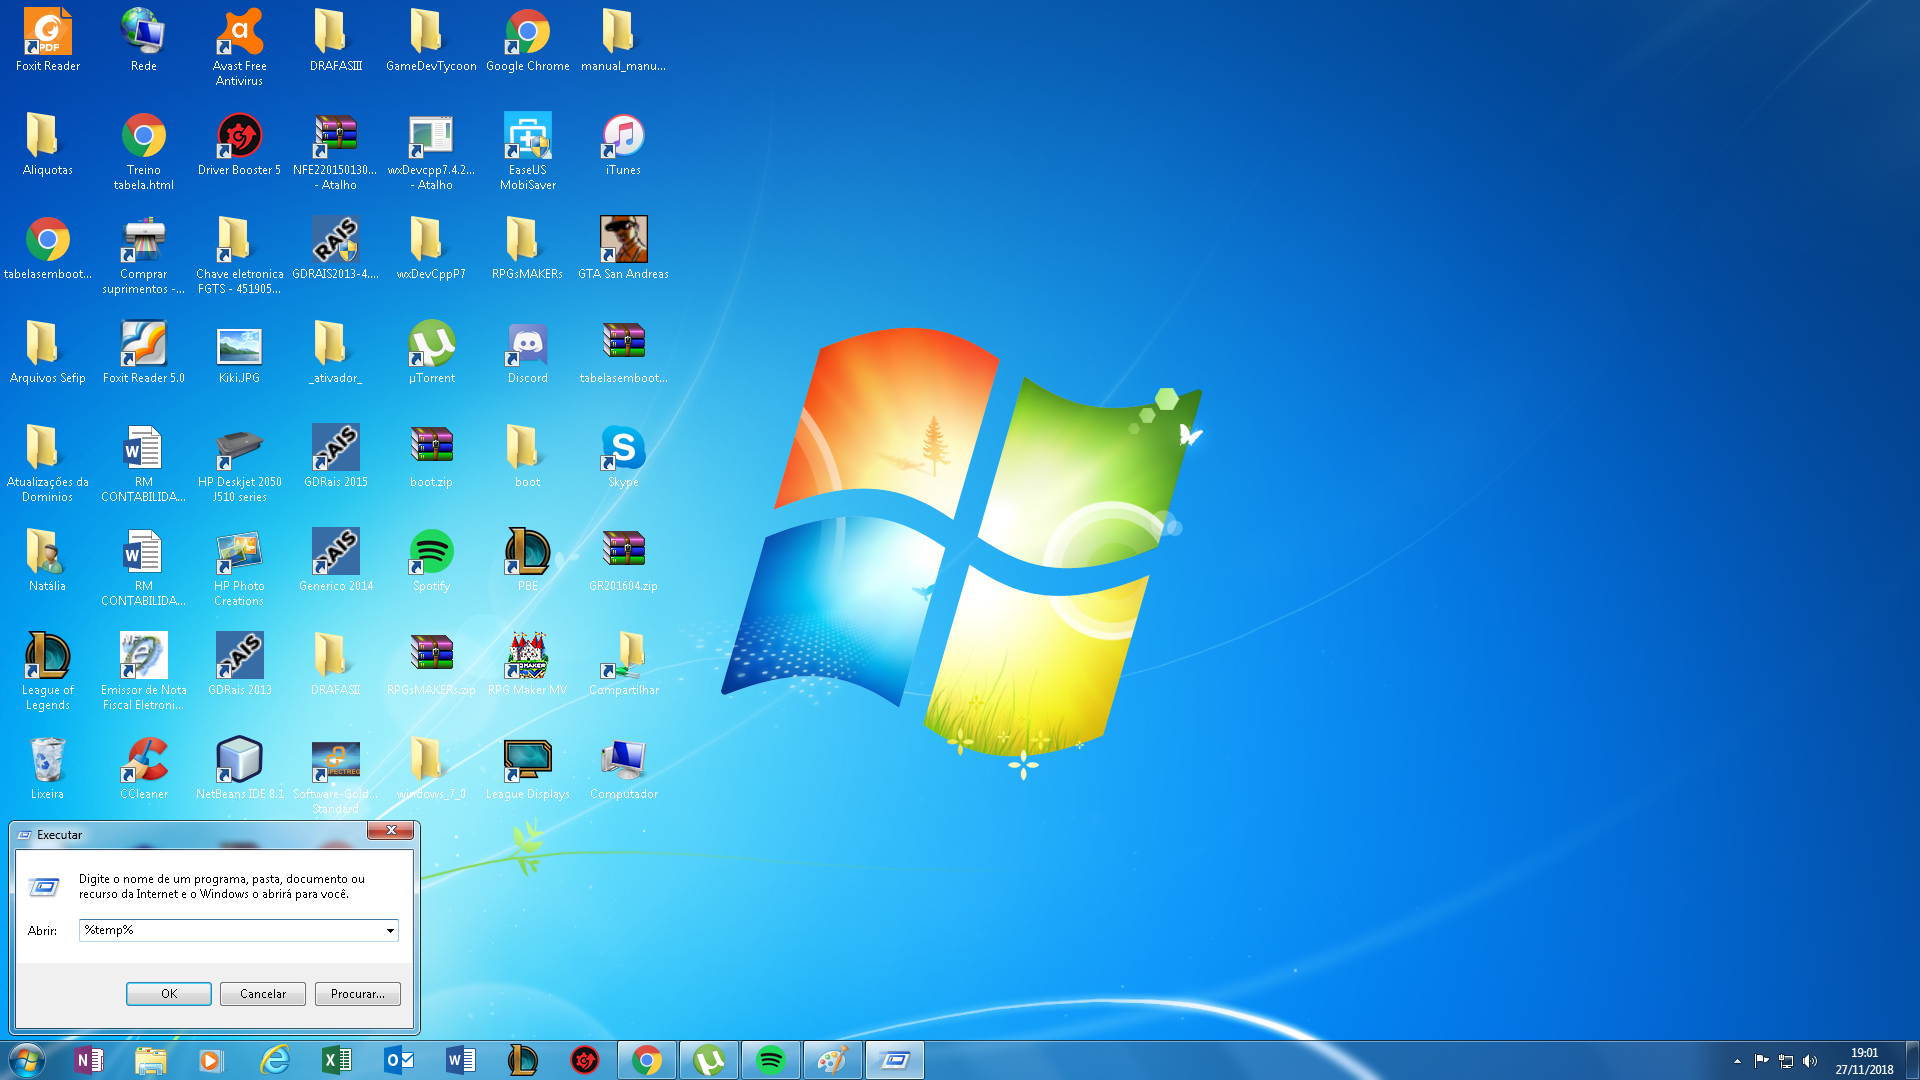 Foxit Reader
Rede
Avast Free
Antivirus
DRAFASIII
GameDevTycoon
Google Chrome
manual_manu...
Aliquotas
Treino
tabela.html
Driver Booster 5
NFE220150130...
- Atalho
wxDevcpp7.4.2...
- Atalho
EaseUS
MobiSaver
iTunes
tabelasemboot...
Comprar
suprimentos -...
Chave eletronica
FGTS - 451905...
GDRAIS2013-4....
wxDevCppP7
RPGsMAKERs
GTA San Andreas
Arquivos Sefip
Foxit Reader 5.0
Kiki.JPG
_ativador_
µTorrent
Discord
tabelasemboot...
Atualizações da
Dominios
RM
CONTABILIDA...
HP Deskjet 2050
J510 series
GDRais 2015
boot.zip
boot
Skype
Natália
RM
CONTABILIDA...
HP Photo
Creations
Generico 2014
Spotify
PBE
GR201604.zip
League of
Legends
Emissor de Nota
Fiscal Eletroni...
GDRais 2013
DRAFASII
RPGsMAKERs.zip
RPG Maker MV
Compartilhar
Lixeira
CCleaner
NetBeans IDE 8.1
Software-Gold...
Standard
windows_7_0
League Displays
Computador
Executar
Digite o nome de um programa, pasta, documento ou
recurso da Internet e o Windows o abrirá para você.
Abrir:
%temp%
OK
Cancelar
Procurar...
19:01
27/11/2018